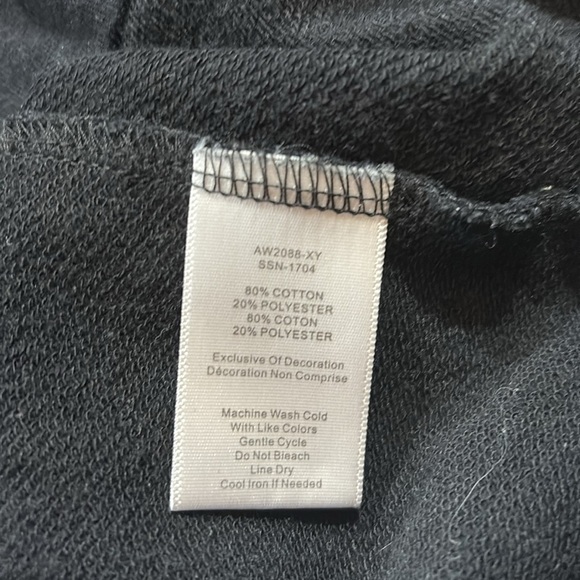 AW2088-XY
SSN-1704
80% COTTON
20% POLYESTER
80% COTON
20% POLYESTER
Exclusive Of Decoration
Décoration Non Comprise
Machine Wash Cold
With Like Colors
Gentle Cycle
Do Not Bleach
Line Dry
Cool Iron If Needed